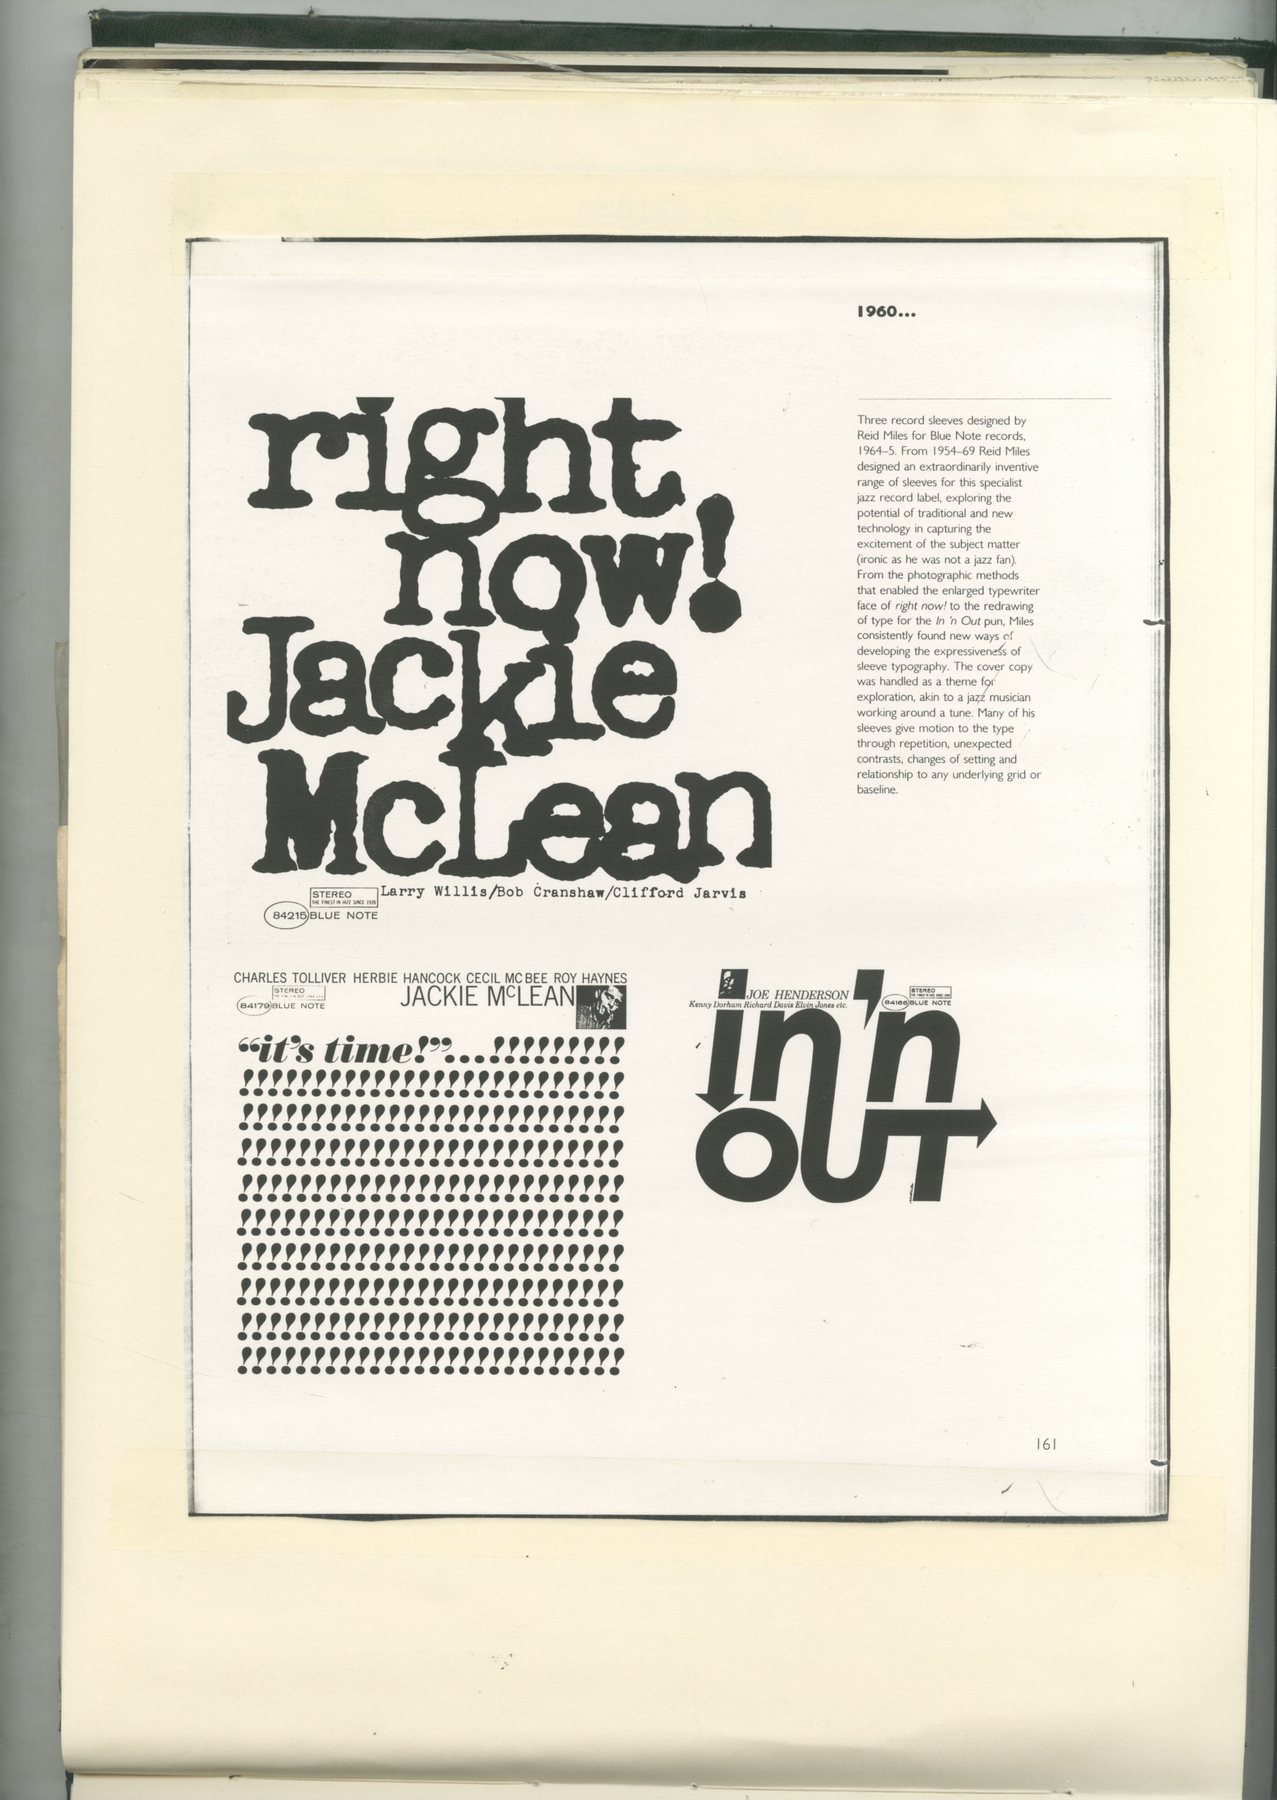 1960...
right
now!
Jackie
McLean
Larry Willis/Bob Cranshaw/Clifford Jarvis
STEREO
THE FINEST IN JAZZ SINCE 1939
84215 BLUE NOTE
Three record sleeves designed by
Reid Miles for Blue Note records,
1964–5. From 1954–69 Reid Miles
designed an extraordinarily inventive
range of sleeves for this specialist
jazz record label, exploring the
potential of traditional and new
technology in capturing the
excitement of the subject matter
(ironic as he was not a jazz fan).
From the photographic methods
that enabled the enlarged typewriter
face of right now! to the redrawing
of type for the In 'n Out pun, Miles
consistently found new ways of
developing the expressiveness of
sleeve typography. The cover copy
was handled as a theme for
exploration, akin to a jazz musician
working around a tune. Many of his
sleeves give motion to the type
through repetition, unexpected
contrasts, changes of setting and
relationship to any underlying grid or
baseline.
CHARLES TOLLIVER HERBIE HANCOCK CECIL MC BEE ROY HAYNES
STEREO
84179 BLUE NOTE
JACKIE McLEAN
“it’s time!”...!!!!!!!!!
!!!!!!!!!!!!!!!!!!!!!!!!!!
!!!!!!!!!!!!!!!!!!!!!!!!!!
!!!!!!!!!!!!!!!!!!!!!!!!!!
!!!!!!!!!!!!!!!!!!!!!!!!!!
!!!!!!!!!!!!!!!!!!!!!!!!!!
!!!!!!!!!!!!!!!!!!!!!!!!!!
!!!!!!!!!!!!!!!!!!!!!!!!!!
!!!!!!!!!!!!!!!!!!!!!!!!!!
!!!!!!!!!!!!!!!!!!!!!!!!!!
JOE HENDERSON
Kenny Dorham Richard Davis Elvin Jones etc.
STEREO
84166 BLUE NOTE
in 'n
OUT
161